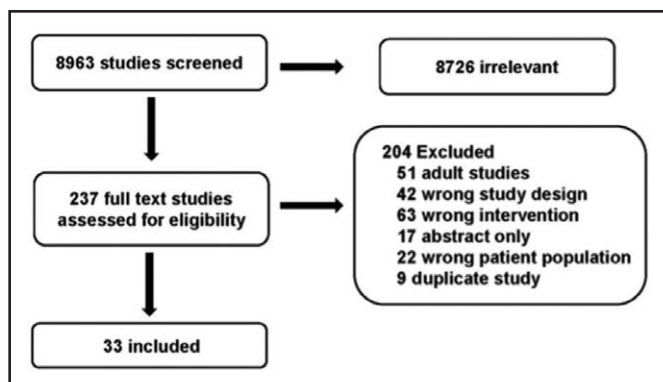 8963 studies screened
8726 irrelevant
237 full text studies
assessed for eligibility
204 Excluded
51 adult studies
42 wrong study design
63 wrong intervention
17 abstract only
22 wrong patient population
9 duplicate study
33 included